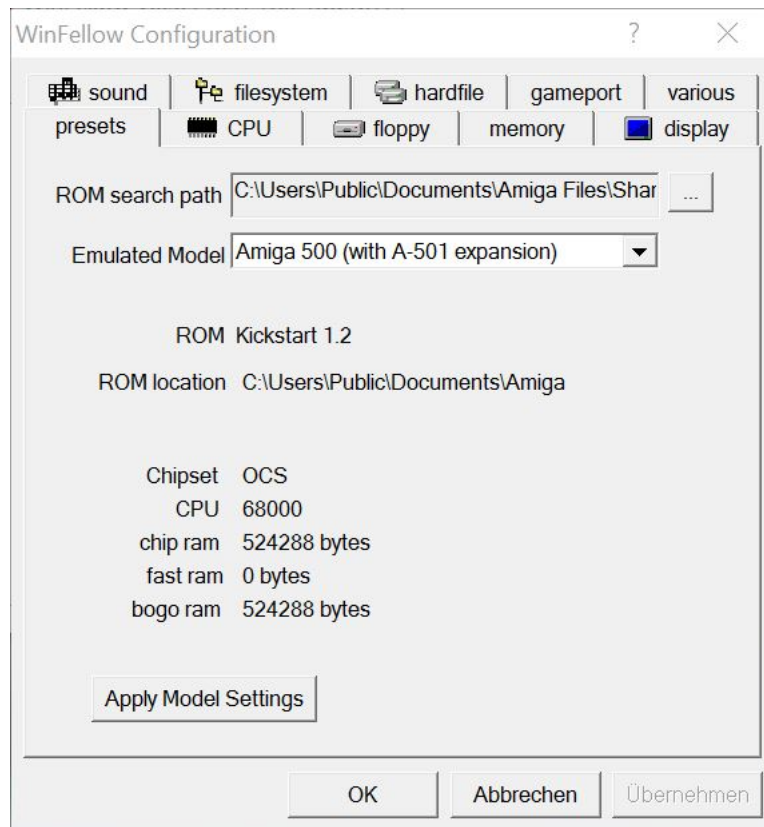 WinFellow Configuration ? ×
sound filesystem hardfile gameport various
presets CPU floppy memory display
ROM search path C:\Users\Public\Documents\Amiga Files\Shar ...
Emulated Model Amiga 500 (with A-501 expansion)
ROM Kickstart 1.2
ROM location C:\Users\Public\Documents\Amiga
Chipset OCS
CPU 68000
chip ram 524288 bytes
fast ram 0 bytes
bogo ram 524288 bytes
Apply Model Settings
OK Abbrechen Übernehmen